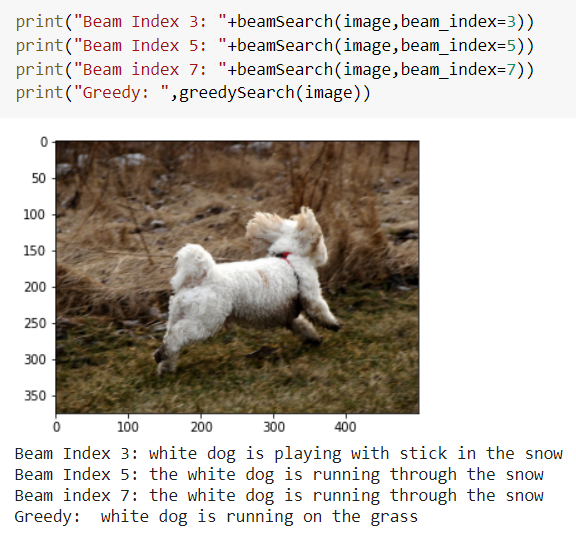 print("Beam Index 3: "+beamSearch(image,beam_index=3))
print("Beam Index 5: "+beamSearch(image,beam_index=5))
print("Beam index 7: "+beamSearch(image,beam_index=7))
print("Greedy: ",greedySearch(image))
0
50
100
150
200
250
300
350
0 100 200 300 400
Beam Index 3: white dog is playing with stick in the snow
Beam Index 5: the white dog is running through the snow
Beam index 7: the white dog is running through the snow
Greedy:  white dog is running on the grass